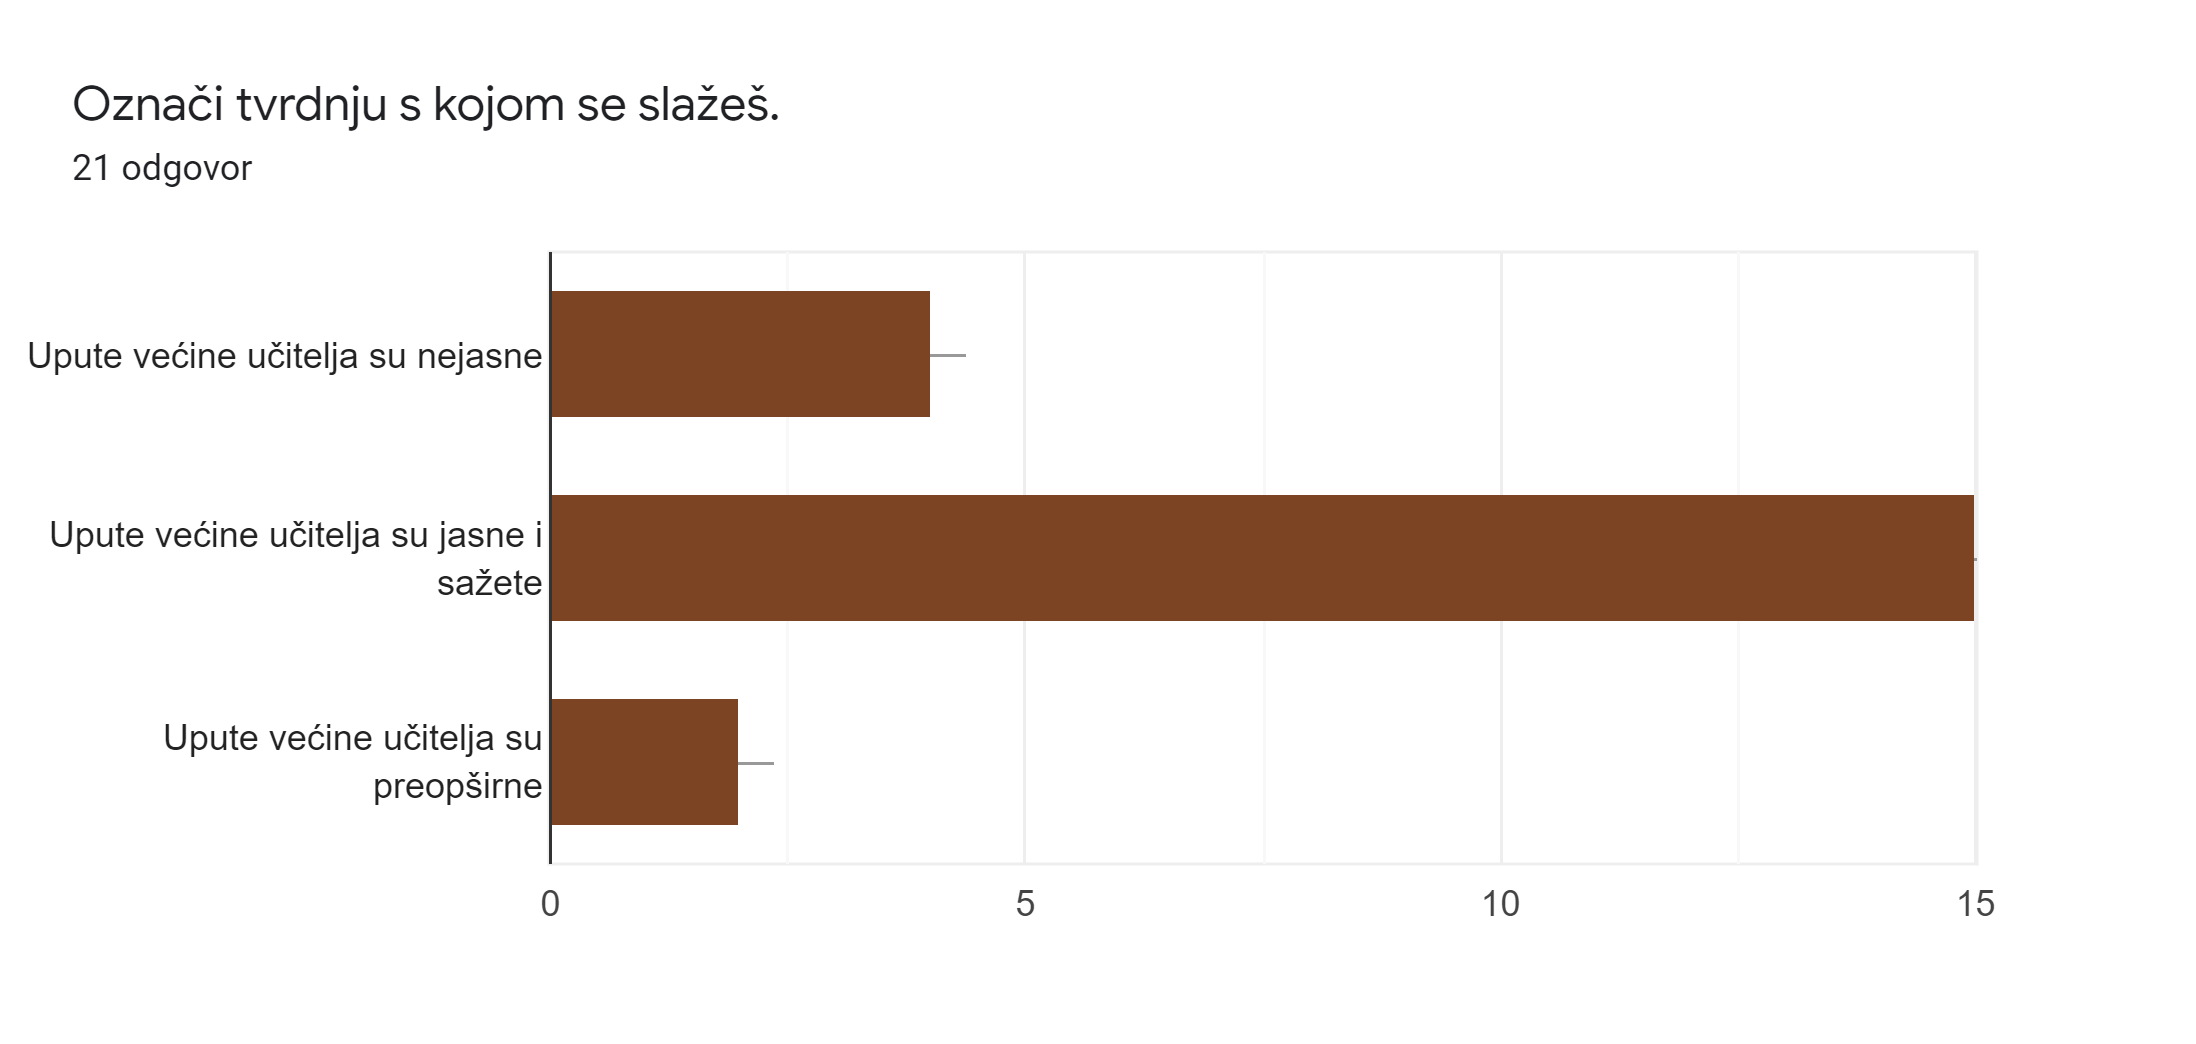 Označi tvrdnju s kojom se slažeš.
21 odgovor
Upute većine učitelja su nejasne
Upute većine učitelja su jasne i
sažete
Upute većine učitelja su
preopširne
0 5 10 15